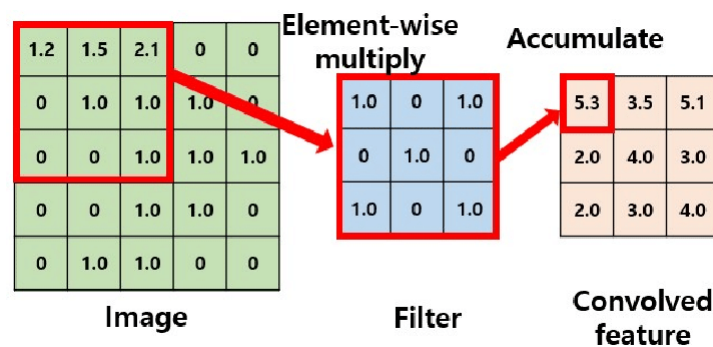 Element-wise
multiply
Accumulate
1.2 1.5 2.1 0 0
0 1.0 1.0 1.0 0
0 0 1.0 1.0 1.0
0 0 1.0 1.0 0
0 1.0 1.0 0 0
Image
1.0 0 1.0
0 1.0 0
1.0 0 1.0
Filter
5.3 3.5 5.1
2.0 4.0 3.0
2.0 3.0 4.0
Convolved
feature